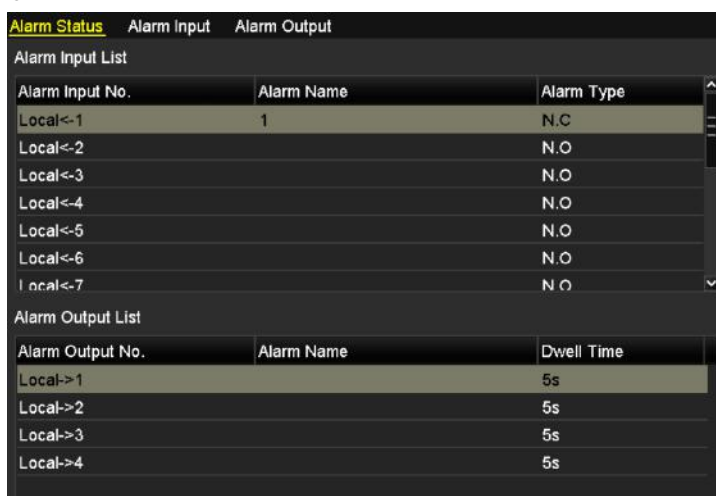 Alarm Status Alarm Input Alarm Output
Alarm Input List
Alarm Input No. Alarm Name Alarm Type
Local<-1 1 N.C
Local<-2 N.O
Local<-3 N.O
Local<-4 N.O
Local<-5 N.O
Local<-6 N.O
Local<-7 N.O
Alarm Output List
Alarm Output No. Alarm Name Dwell Time
Local->1 5s
Local->2 5s
Local->3 5s
Local->4 5s